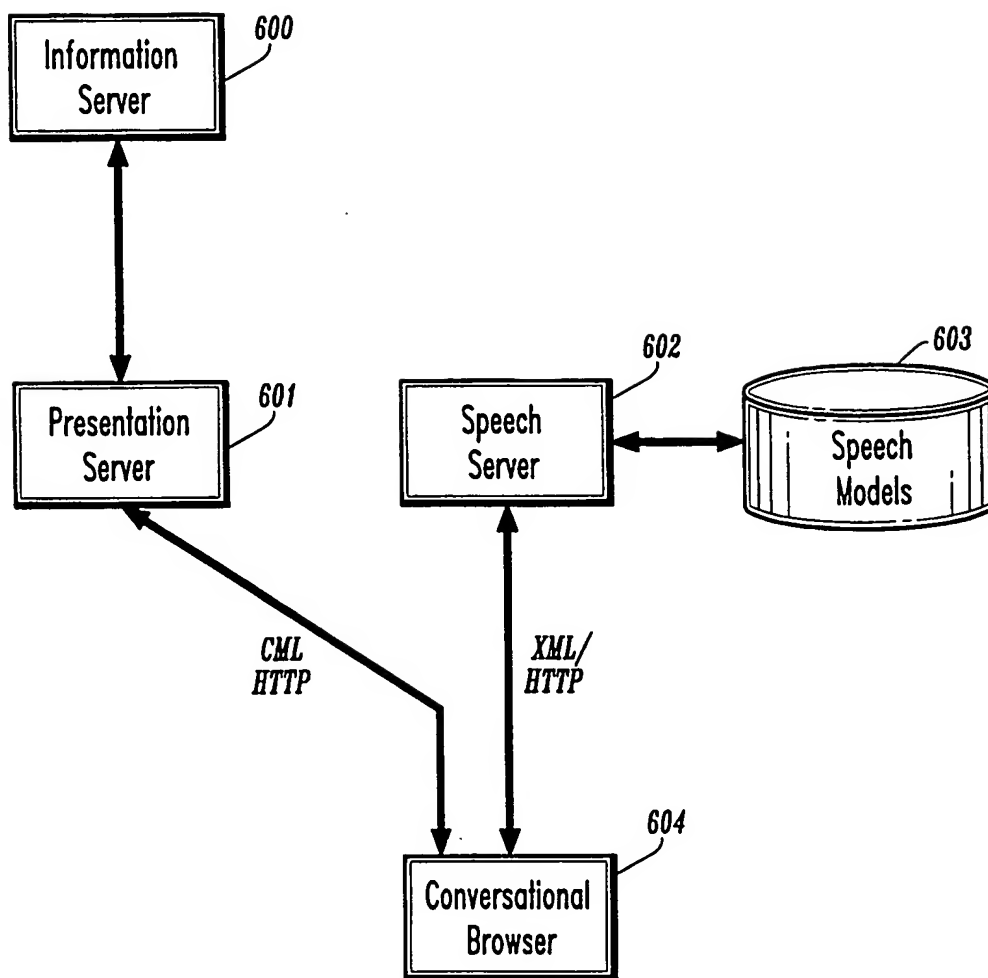 600
Information
Server
602
603
601
Presentation
Server
Speech
Server
Speech
Models
CML
HTTP
XML/
HTTP
604
Conversational
Browser